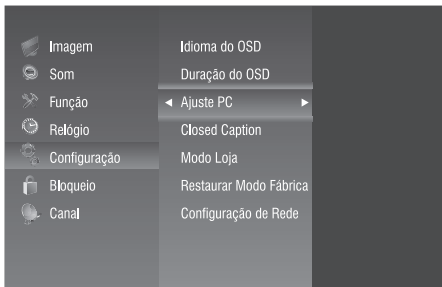 Imagem
Som
Função
Relógio
Configuração
Bloqueio
Canal
Idioma do OSD
Duração do OSD
Ajuste PC
Closed Caption
Modo Loja
Restaurar Modo Fábrica
Configuração de Rede